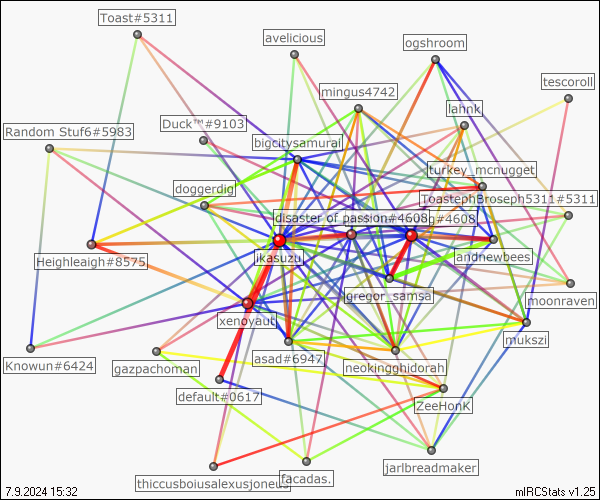 Toast#5311
avelicious
ogshroom
tescoroll
mingus4742
lahnk
Random Stuf6#5983
Duck™#9103
bigcitysamurai
turkey_mcnugget
doggerdig
ToastephBroseph5311#5311
disaster of passion#4608
g#4608
ikasuzu
andnewbees
Heighleaigh#8575
gregor_samsa
moonraven
xenoyaut
mukszi
Knowun#6424
gazpachoman
asad#6947
neokingghidorah
default#0617
ZeeHonK
jarlbreadmaker
thiccusboiusalexusjoneus
facadas.
7.9.2024 15:32
mIRCStats v1.25